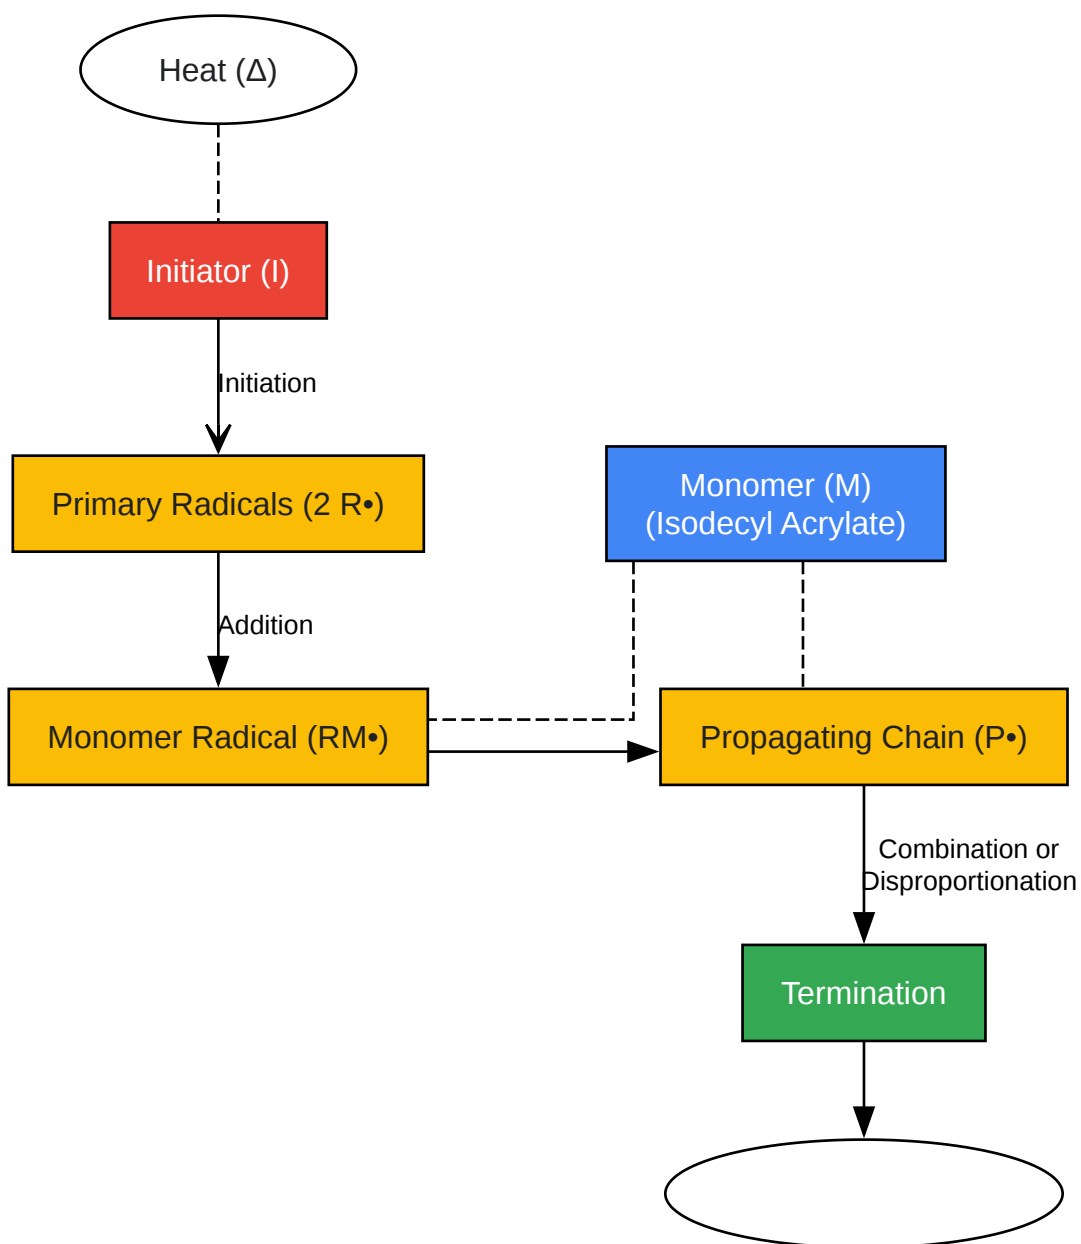 Heat (Δ)
Initiator (I)
Initiation
Primary Radicals (2 R•)
Monomer (M)
(Isodecyl Acrylate)
Addition
Monomer Radical (RM•)
Propagating Chain (P•)
Combination or
Disproportionation
Termination